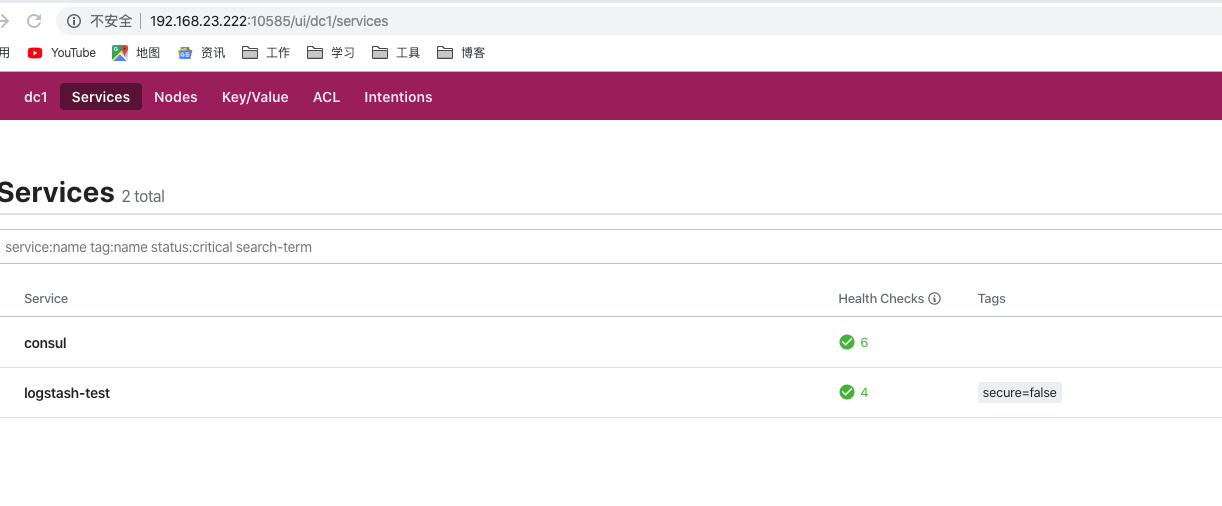 不安全 192.168.23.222:10585/ui/dc1/services
用 YouTube 地图 资讯 工作 学习 工具 博客
dc1 Services Nodes Key/Value ACL Intentions
Services 2 total
service:name tag:name status:critical search-term
Service Health Checks Tags
consul 6
logstash-test 4 secure=false